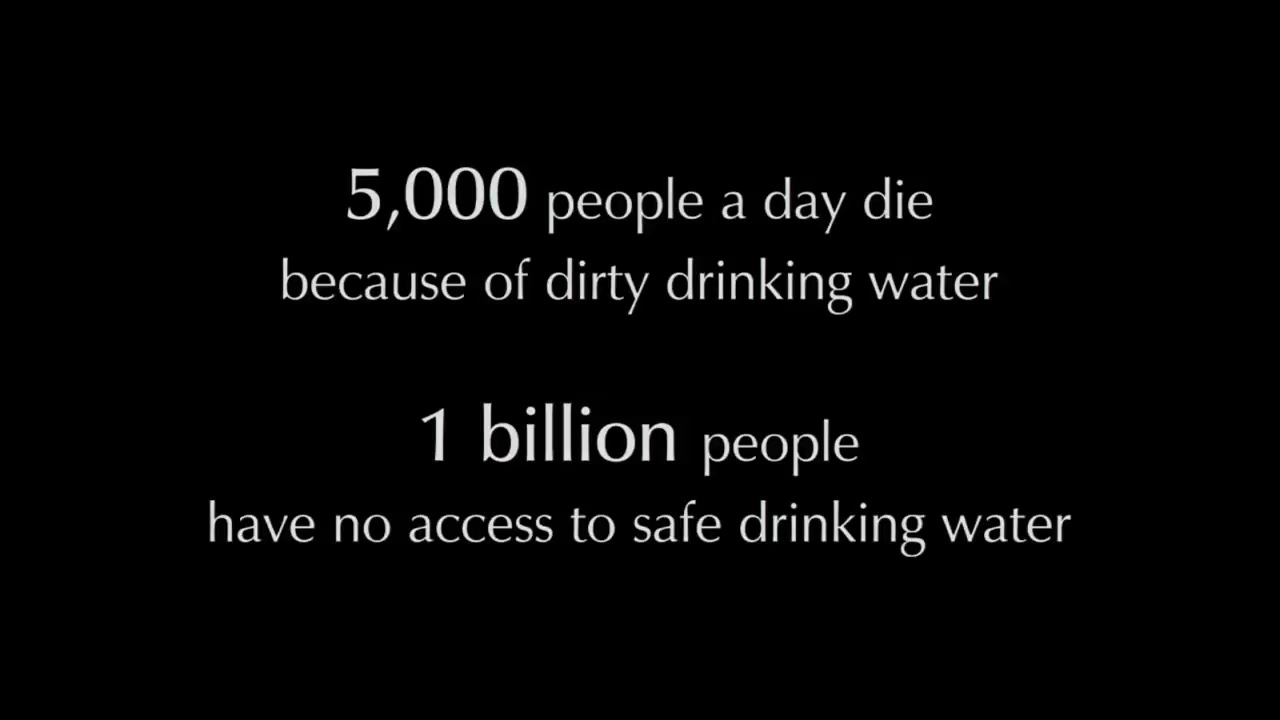 5,000 people a day die
because of dirty drinking water
1 billion people
have no access to safe drinking water